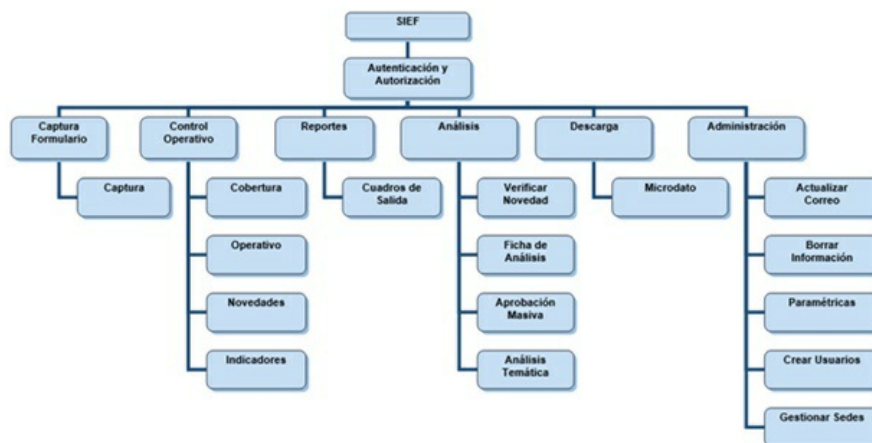 SIEF
Autenticación y
Autorización
Captura
Formulario
Control
Operativo
Reportes
Análisis
Descarga
Administración
Captura
Cobertura
Operativo
Novedades
Indicadores
Cuadros de
Salida
Verificar
Novedad
Ficha de
Análisis
Aprobación
Masiva
Análisis
Temática
Microdato
Actualizar
Correo
Borrar
Información
Paramétricas
Crear Usuarios
Gestionar Sedes